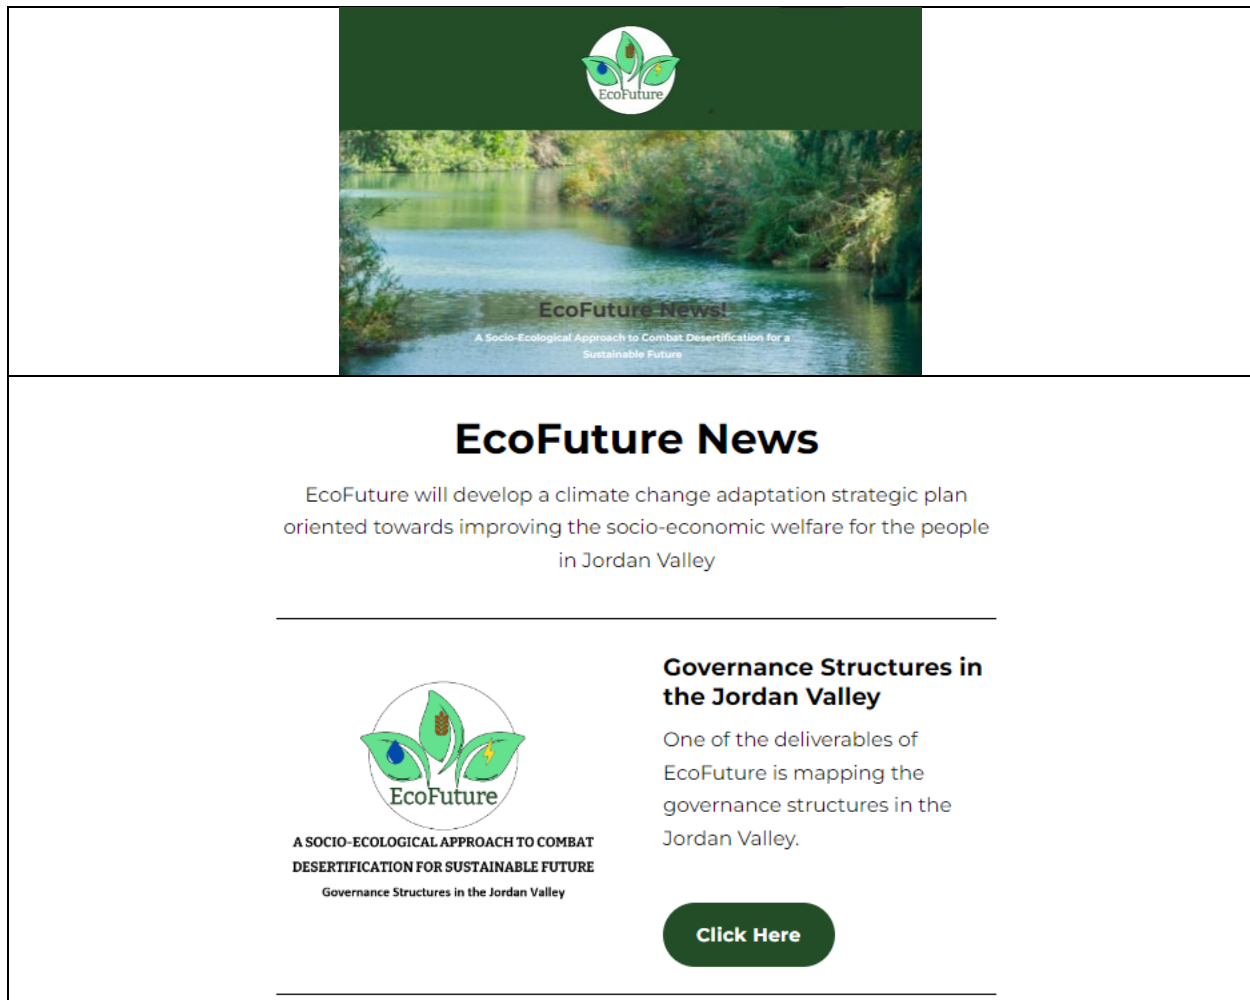 EcoFuture
EcoFuture News!
A Socio-Ecological Approach to Combat Desertification for a
Sustainable Future
EcoFuture News
EcoFuture will develop a climate change adaptation strategic plan
oriented towards improving the socio-economic welfare for the people
in Jordan Valley
EcoFuture
A SOCIO-ECOLOGICAL APPROACH TO COMBAT
DESERTIFICATION FOR SUSTAINABLE FUTURE
Governance Structures in the Jordan Valley
Governance Structures in
the Jordan Valley
One of the deliverables of
EcoFuture is mapping the
governance structures in the
Jordan Valley.
Click Here